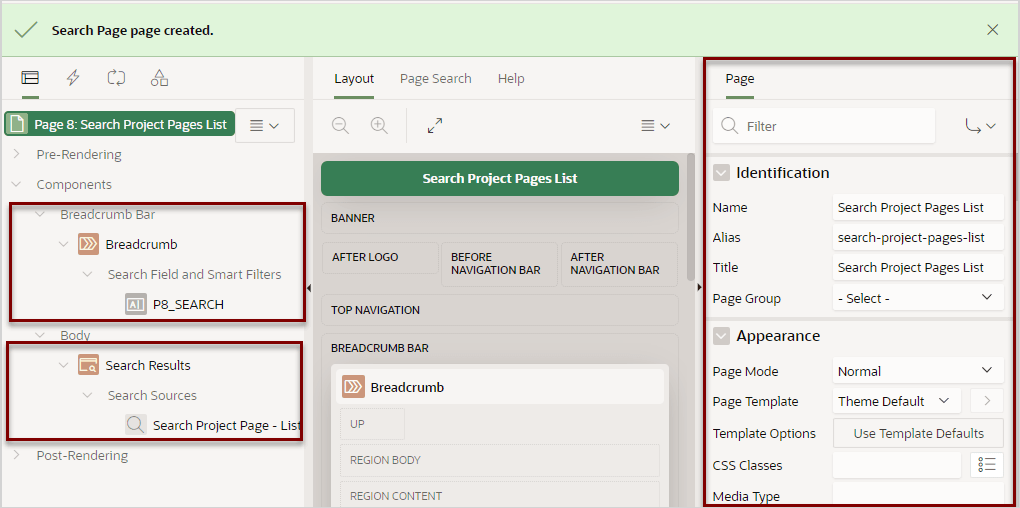 Search Page page created.
Page 8: Search Project Pages List
Pre-Rendering
Components
Breadcrumb Bar
Breadcrumb
Search Field and Smart Filters
P8_SEARCH
Body
Search Results
Search Sources
Search Project Page - List
Post-Rendering
Layout
Page Search
Help
Search Project Pages List
BANNER
AFTER LOGO
BEFORE
NAVIGATION BAR
AFTER
NAVIGATION BAR
TOP NAVIGATION
BREADCRUMB BAR
Breadcrumb
UP
REGION BODY
REGION CONTENT
Page
Filter
Identification
Name
Search Project Pages List
Alias
search-project-pages-list
Title
Search Project Pages List
Page Group
- Select -
Appearance
Page Mode
Normal
Page Template
Theme Default
Template Options
Use Template Defaults
CSS Classes
Media Type